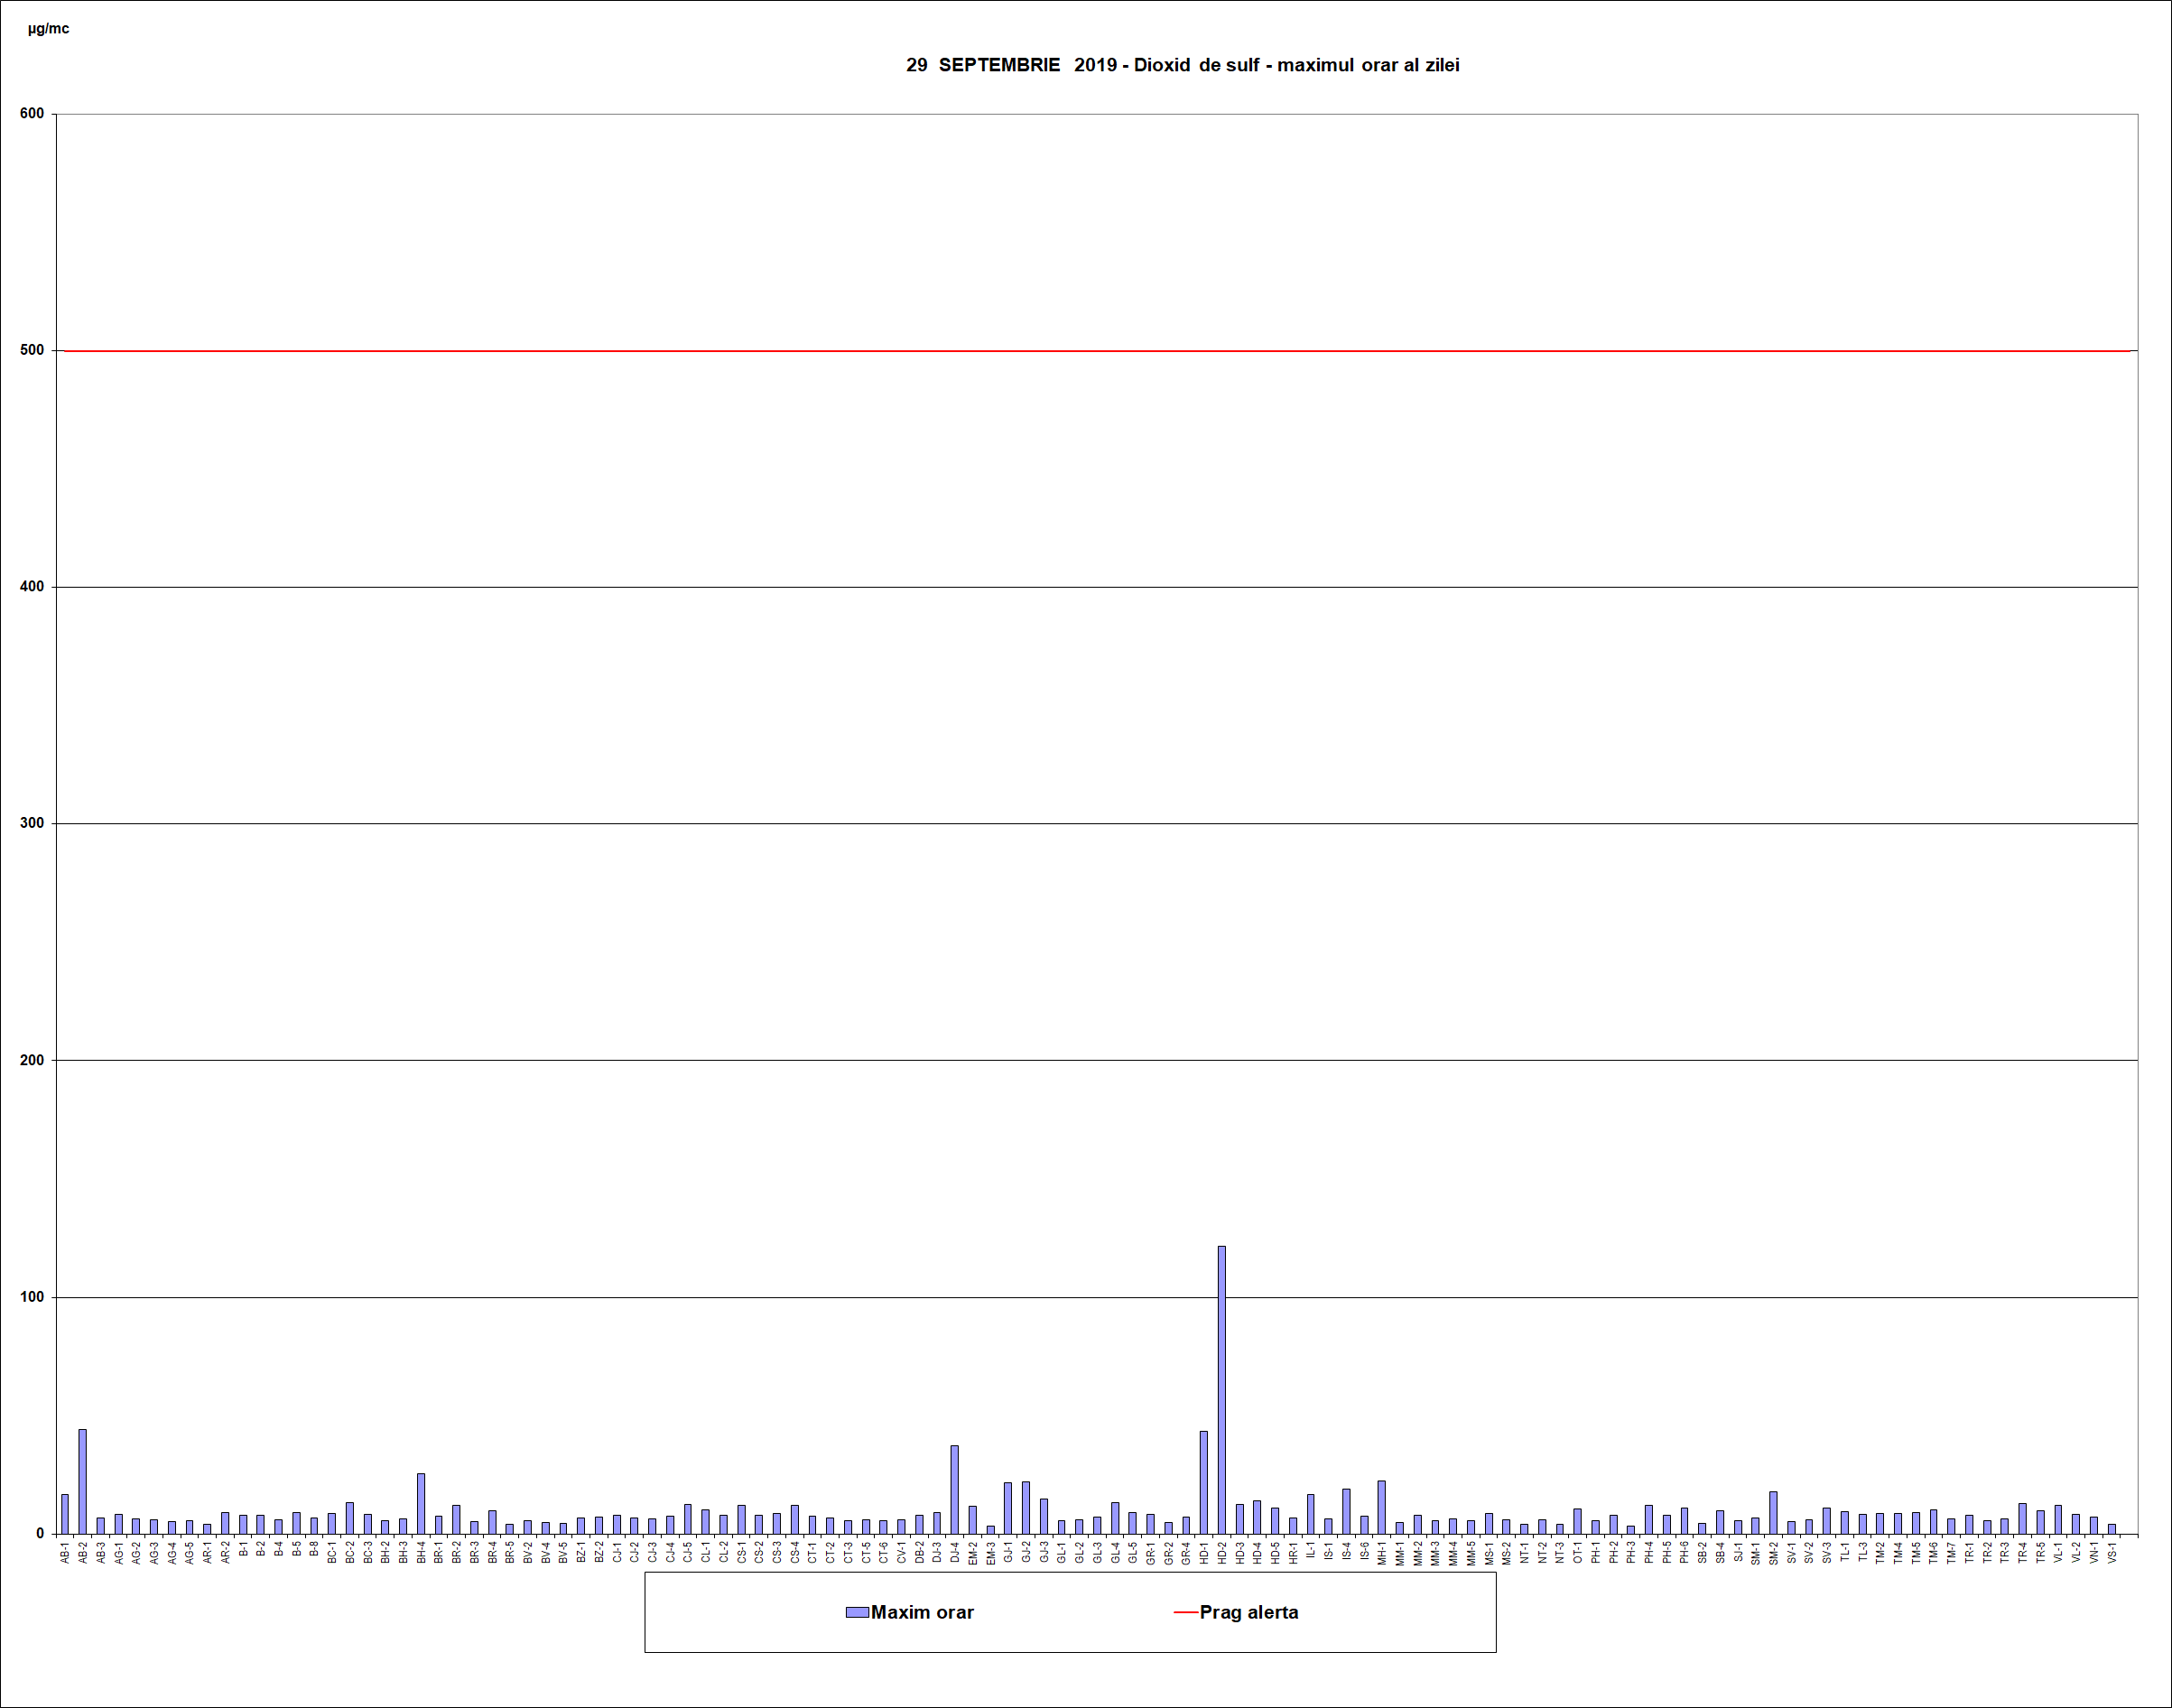 µg/mc
29 SEPTEMBRIE 2019 - Dioxid de sulf - maximul orar al zilei
600
500
400
300
200
100
0
AB-1 AB-2 AB-3 AG-1 AG-2 AG-3 AG-4 AG-5 AR-1 AR-2 B-1 B-2 B-4 B-5 B-8 BC-1 BC-2 BC-3 BH-2 BH-3 BH-4 BR-1 BR-2 BR-3 BR-4 BR-5 BV-2 BV-4 BV-5 BZ-1 BZ-2 CJ-1 CJ-2 CJ-3 CJ-4 CJ-5 CL-1 CL-2 CS-1 CS-2 CS-3 CS-4 CT-1 CT-2 CT-3 CT-5 CT-6 CV-1 DB-2 DJ-3 DJ-4 EM-2 EM-3 GJ-1 GJ-2 GJ-3 GL-1 GL-2 GL-3 GL-4 GL-5 GR-1 GR-2 GR-4 HD-1 HD-2 HD-3 HD-4 HD-5 HR-1 IL-1 IS-1 IS-4 IS-6 MH-1 MM-1 MM-2 MM-3 MM-4 MM-5 MS-1 MS-2 NT-1 NT-2 NT-3 OT-1 PH-1 PH-2 PH-3 PH-4 PH-5 PH-6 SB-2 SB-4 SJ-1 SM-1 SM-2 SV-1 SV-2 SV-3 TL-1 TL-3 TM-2 TM-4 TM-5 TM-6 TM-7 TR-1 TR-2 TR-3 TR-4 TR-5 VL-1 VL-2 VN-1 VS-1
Maxim orar Prag alerta